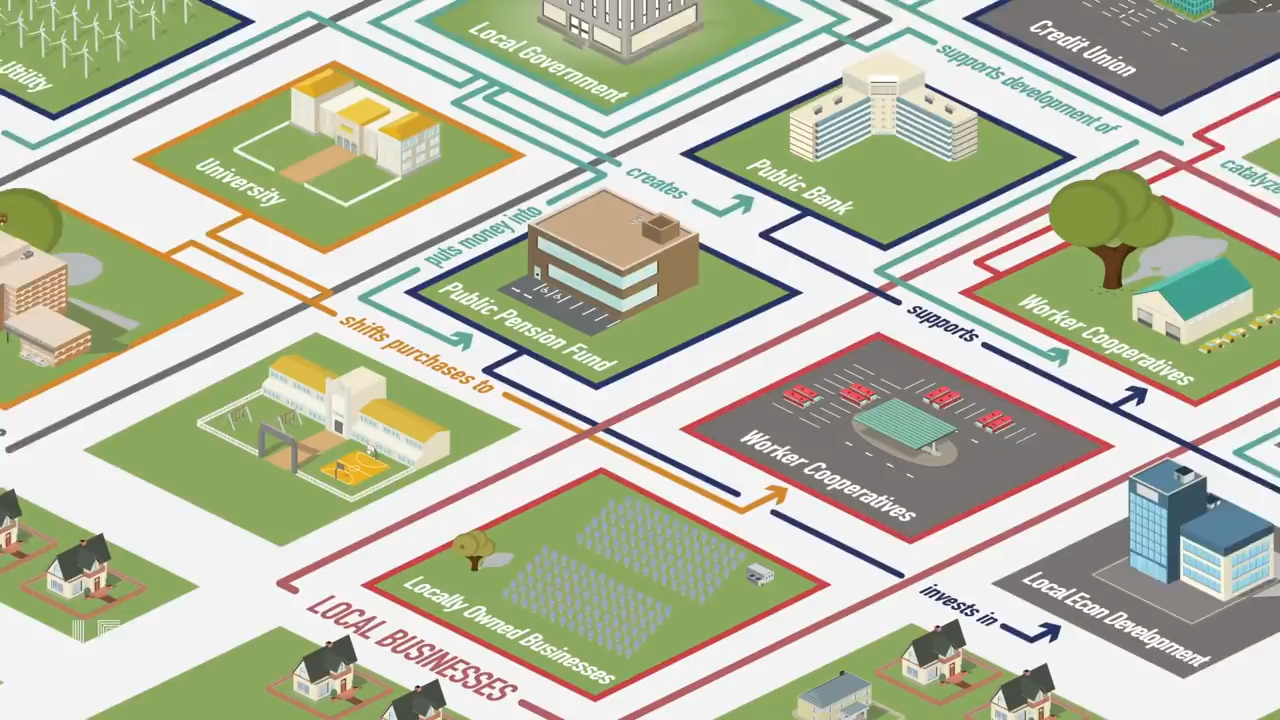 Utility
Local Government
Credit Union
supports development of
University
creates
Public Bank
catalyze
puts money into
Public Pension Fund
shifts purchases to
supports
Worker Cooperatives
Worker Cooperatives
Locally Owned Businesses
Local Econ Development
invests in
LOCAL BUSINESSES